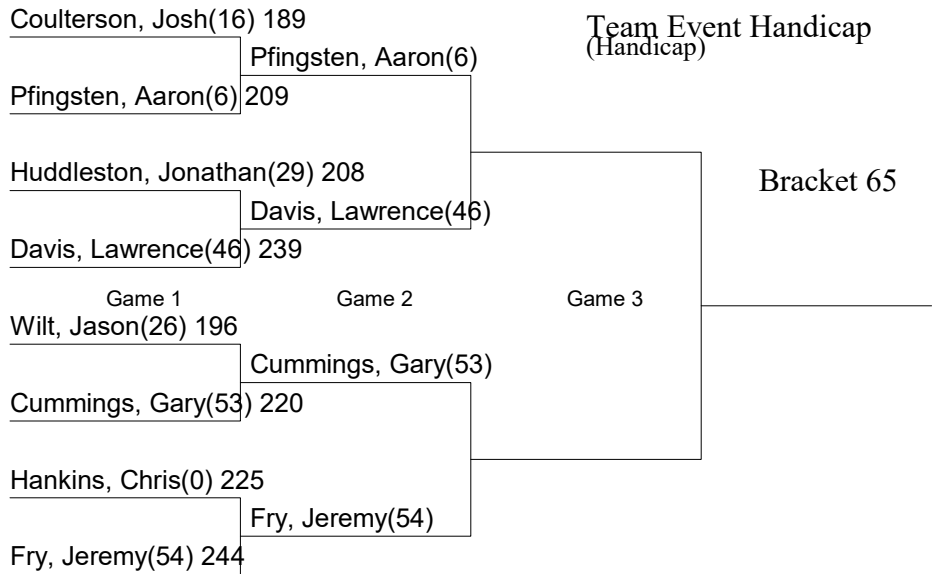 Coulterson, Josh(16) 189
Team Event Handicap
(Handicap)
Pfingsten, Aaron(6)
Pfingsten, Aaron(6) 209
Huddleston, Jonathan(29) 208
Bracket 65
Davis, Lawrence(46)
Davis, Lawrence(46) 239
Game 1 Game 2 Game 3
Wilt, Jason(26) 196
Cummings, Gary(53)
Cummings, Gary(53) 220
Hankins, Chris(0) 225
Fry, Jeremy(54)
Fry, Jeremy(54) 244